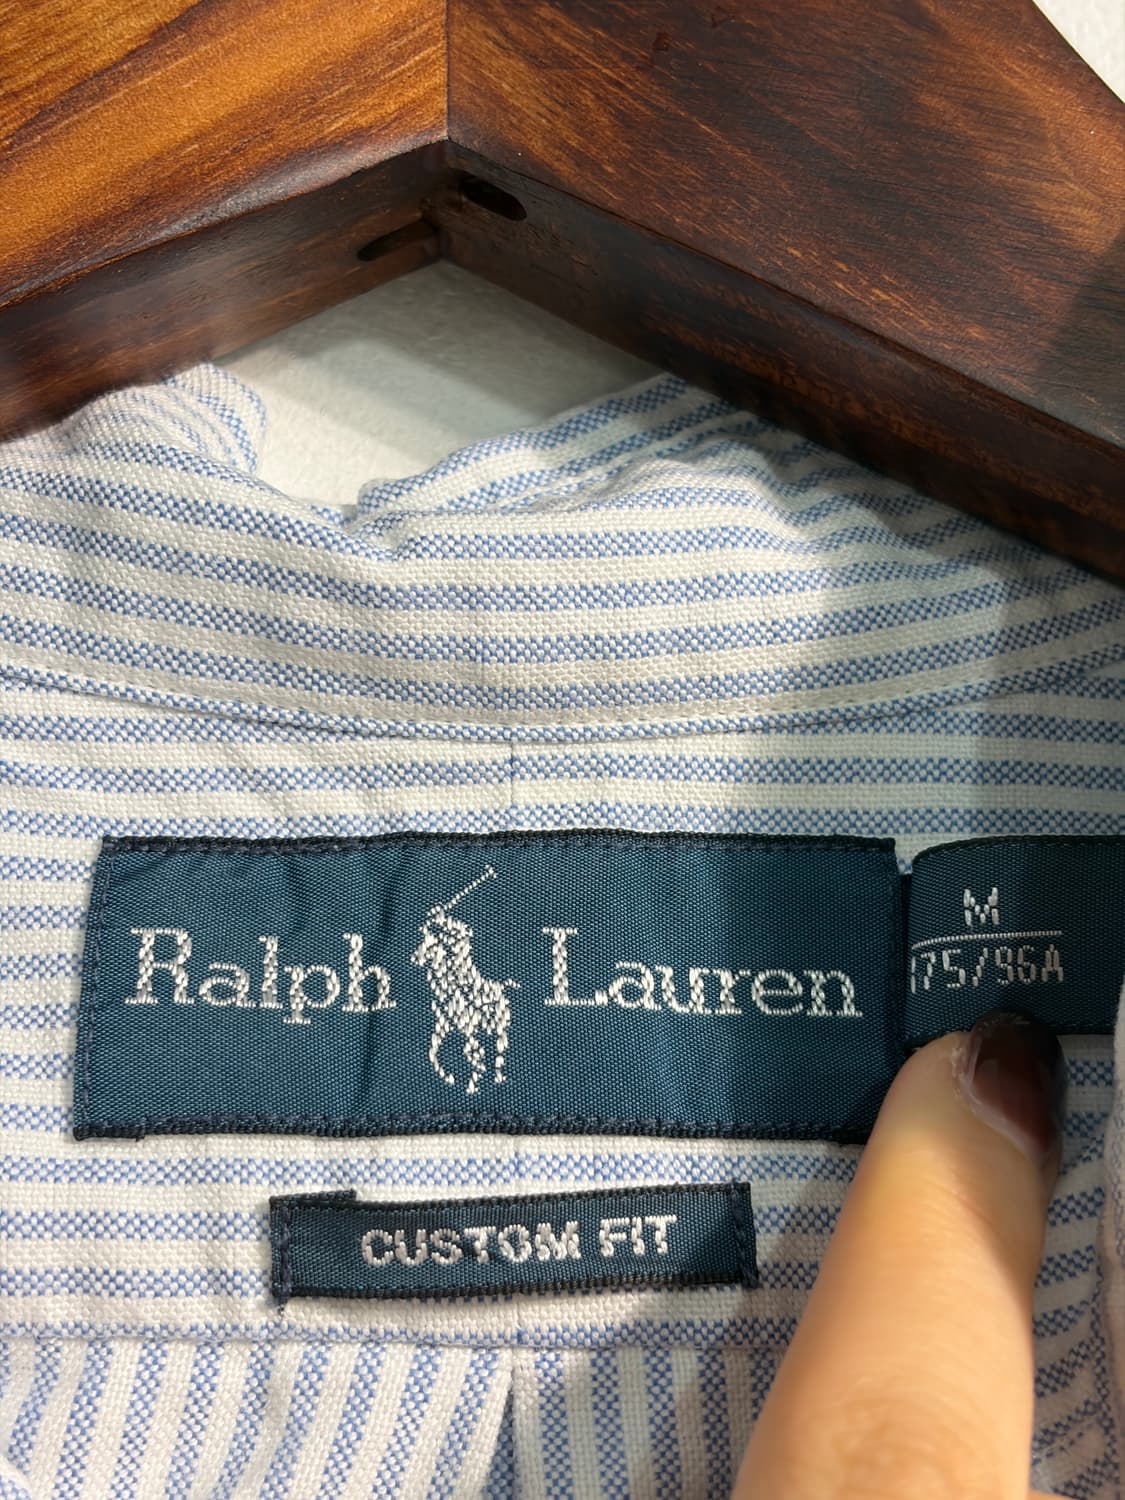 Ralph Lauren
M
175/96A
CUSTOM FIT